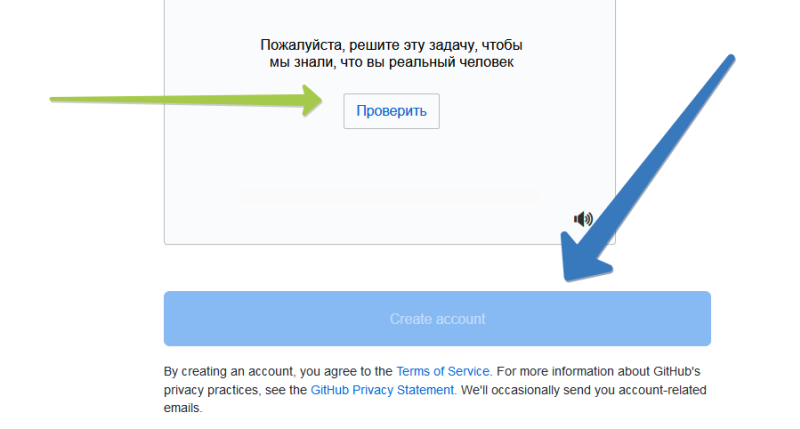 Пожалуйста, решите эту задачу, чтобы
мы знали, что вы реальный человек
Проверить
Create account
By creating an account, you agree to the Terms of Service. For more information about GitHub's
privacy practices, see the GitHub Privacy Statement. We'll occasionally send you account-related
emails.